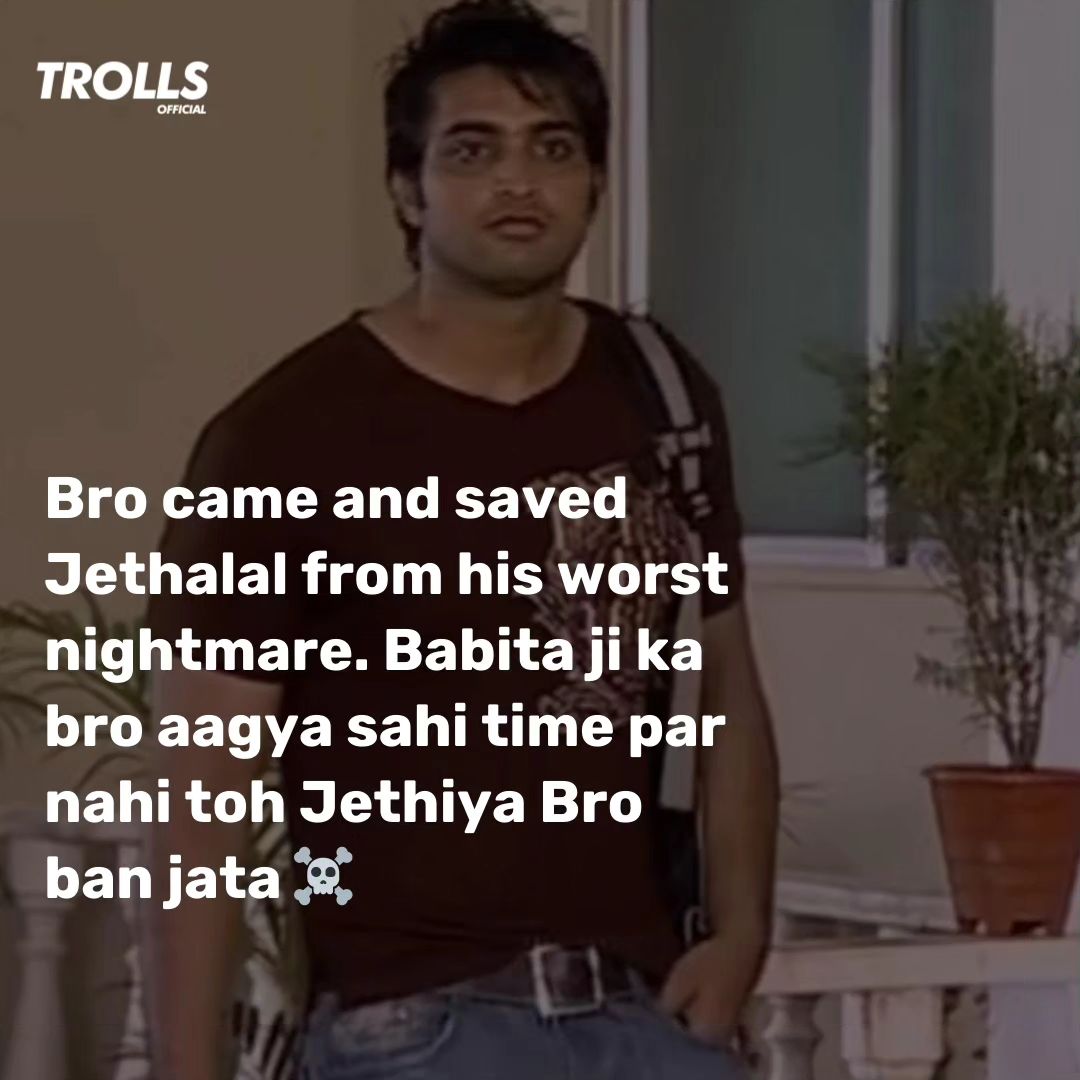 TROLLS
OFFICIAL
Bro came and saved
Jethalal from his worst
nightmare. Babita ji ka
bro aagya sahi time par
nahi toh Jethiya Bro
ban jata ☠️